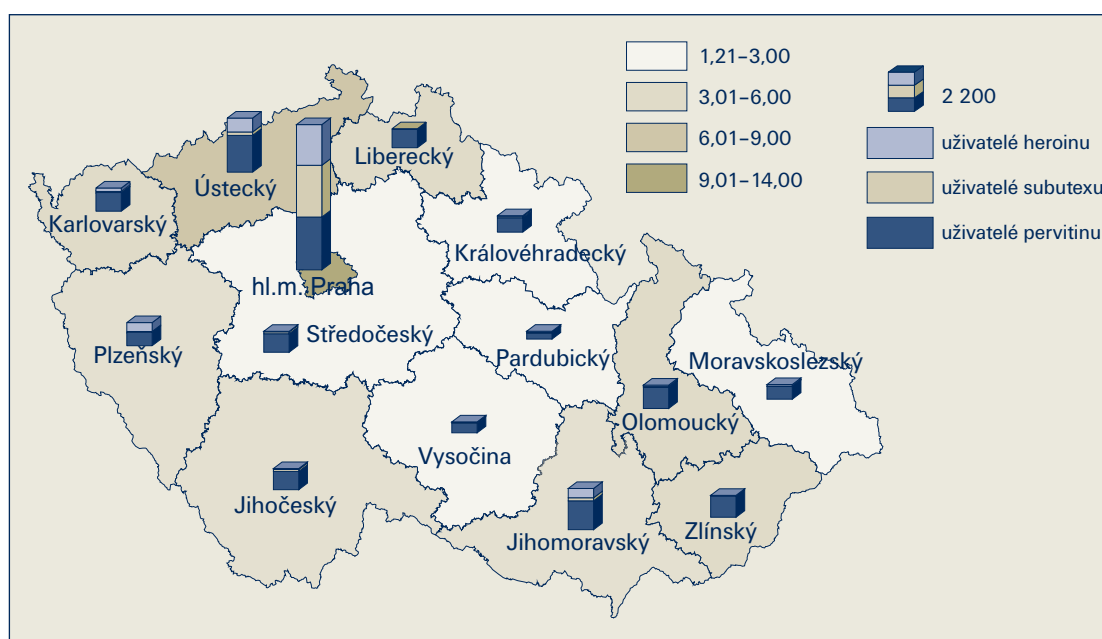 1,21–3,00
3,01–6,00
6,01–9,00
9,01–14,00
2 200
uživatelé heroinu
uživatelé subutexu
uživatelé pervitinu
Liberecký
Ústecký
Karlovarský
Královéhradecký
hl.m. Praha
Středočeský
Plzeňský
Pardubický
Moravskoslezský
Olomoucký
Vysočina
Jihočeský
Jihomoravský
Zlínský